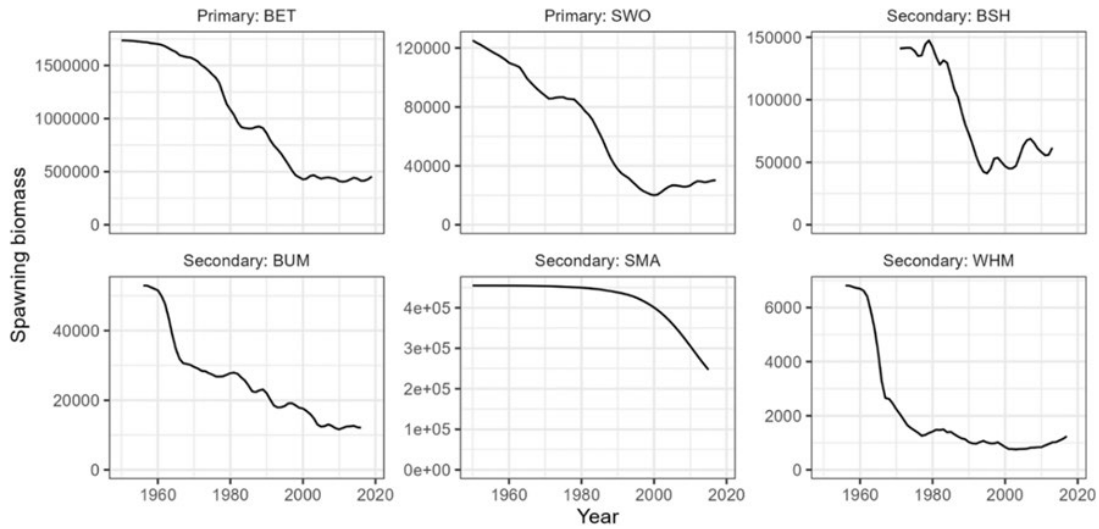 Primary: BET
Primary: SWO
Secondary: BSH
1500000
1000000
500000
0
120000
80000
40000
0
150000
100000
50000
0
Spawning biomass
Secondary: BUM
Secondary: SMA
Secondary: WHM
40000
20000
0
4e+05
3e+05
2e+05
1e+05
0e+00
6000
4000
2000
0
1960 1980 2000 2020
1960 1980 2000 2020
1960 1980 2000 2020
Year